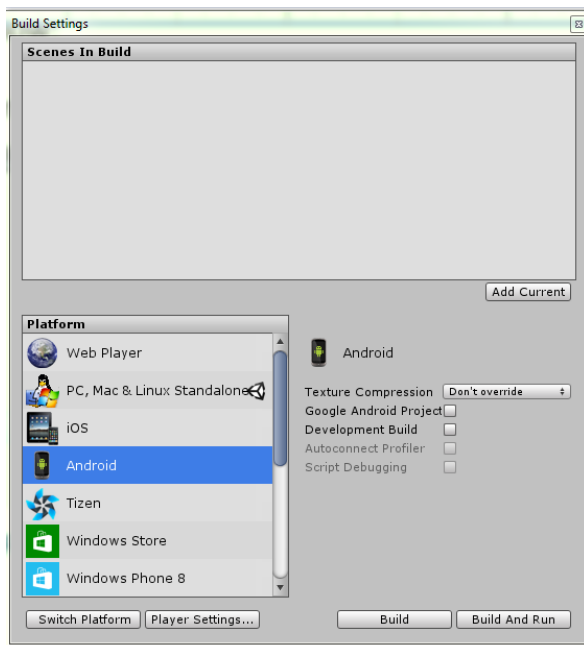 Build Settings
Scenes In Build
Add Current
Platform
Web Player
PC, Mac & Linux Standalone
iOS
Android
Tizen
Windows Store
Windows Phone 8
Android
Texture Compression Don't override
Google Android Project
Development Build
Autoconnect Profiler
Script Debugging
Switch Platform Player Settings... Build Build And Run